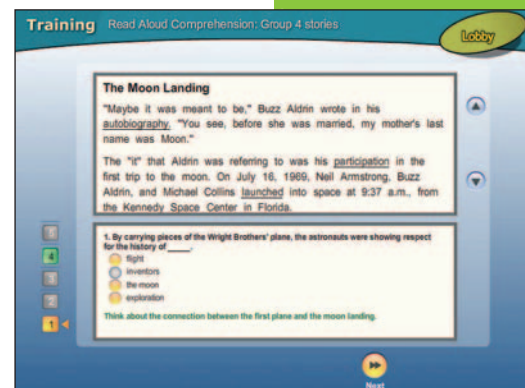 Training Read Aloud Comprehension: Group 4 stories
Lobby
The Moon Landing
"Maybe it was meant to be," Buzz Aldrin wrote in his
autobiography. "You see, before she was married, my mother's last
name was Moon."
The "it" that Aldrin was referring to was his participation in the
first trip to the moon. On July 16, 1969, Neil Armstrong, Buzz
Aldrin, and Michael Collins launched into space at 9:37 a.m., from
the Kennedy Space Center in Florida.
5
4
3
2
1
1. By carrying pieces of the Wright Brothers' plane, the astronauts were showing respect
for the history of _____.
flight
inventors
the moon
exploration
Think about the connection between the first plane and the moon landing.
Next